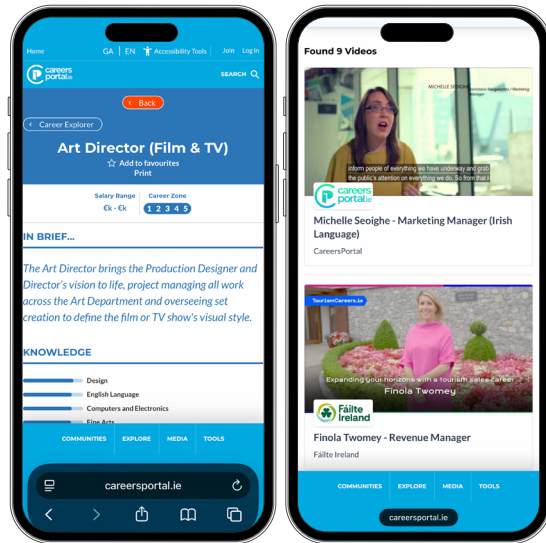 Home
GA | EN
Accessibility Tools
Join
Log In
careers
portal.ie
SEARCH
‹ Back
‹ Career Explorer
Art Director (Film & TV)
Add to favourites
Print
Salary Range
Career Zone
€k - €k
1 2 3 4 5
IN BRIEF...
The Art Director brings the Production Designer and
Director's vision to life, project managing all work
across the Art Department and overseeing set
creation to define the film or TV show's visual style.
KNOWLEDGE
Design
English Language
Computers and Electronics
Fine Arts
COMMUNITIES
EXPLORE
MEDIA
TOOLS
careersportal.ie
Found 9 Videos
MICHELLE SEOIGHE
/ Marketing
inform people of everything we have underway and grab
the public's attention on everything we do. So from that i
careers
portal.ie
Michelle Seoighe - Marketing Manager (Irish
Language)
CareersPortal
TourismCareers.ie
Expanding your horizons with a tourism sales career
Finola Twomey
Fáilte
Ireland
Finola Twomey - Revenue Manager
Fáilte Ireland
COMMUNITIES
EXPLORE
MEDIA
TOOLS
careersportal.ie